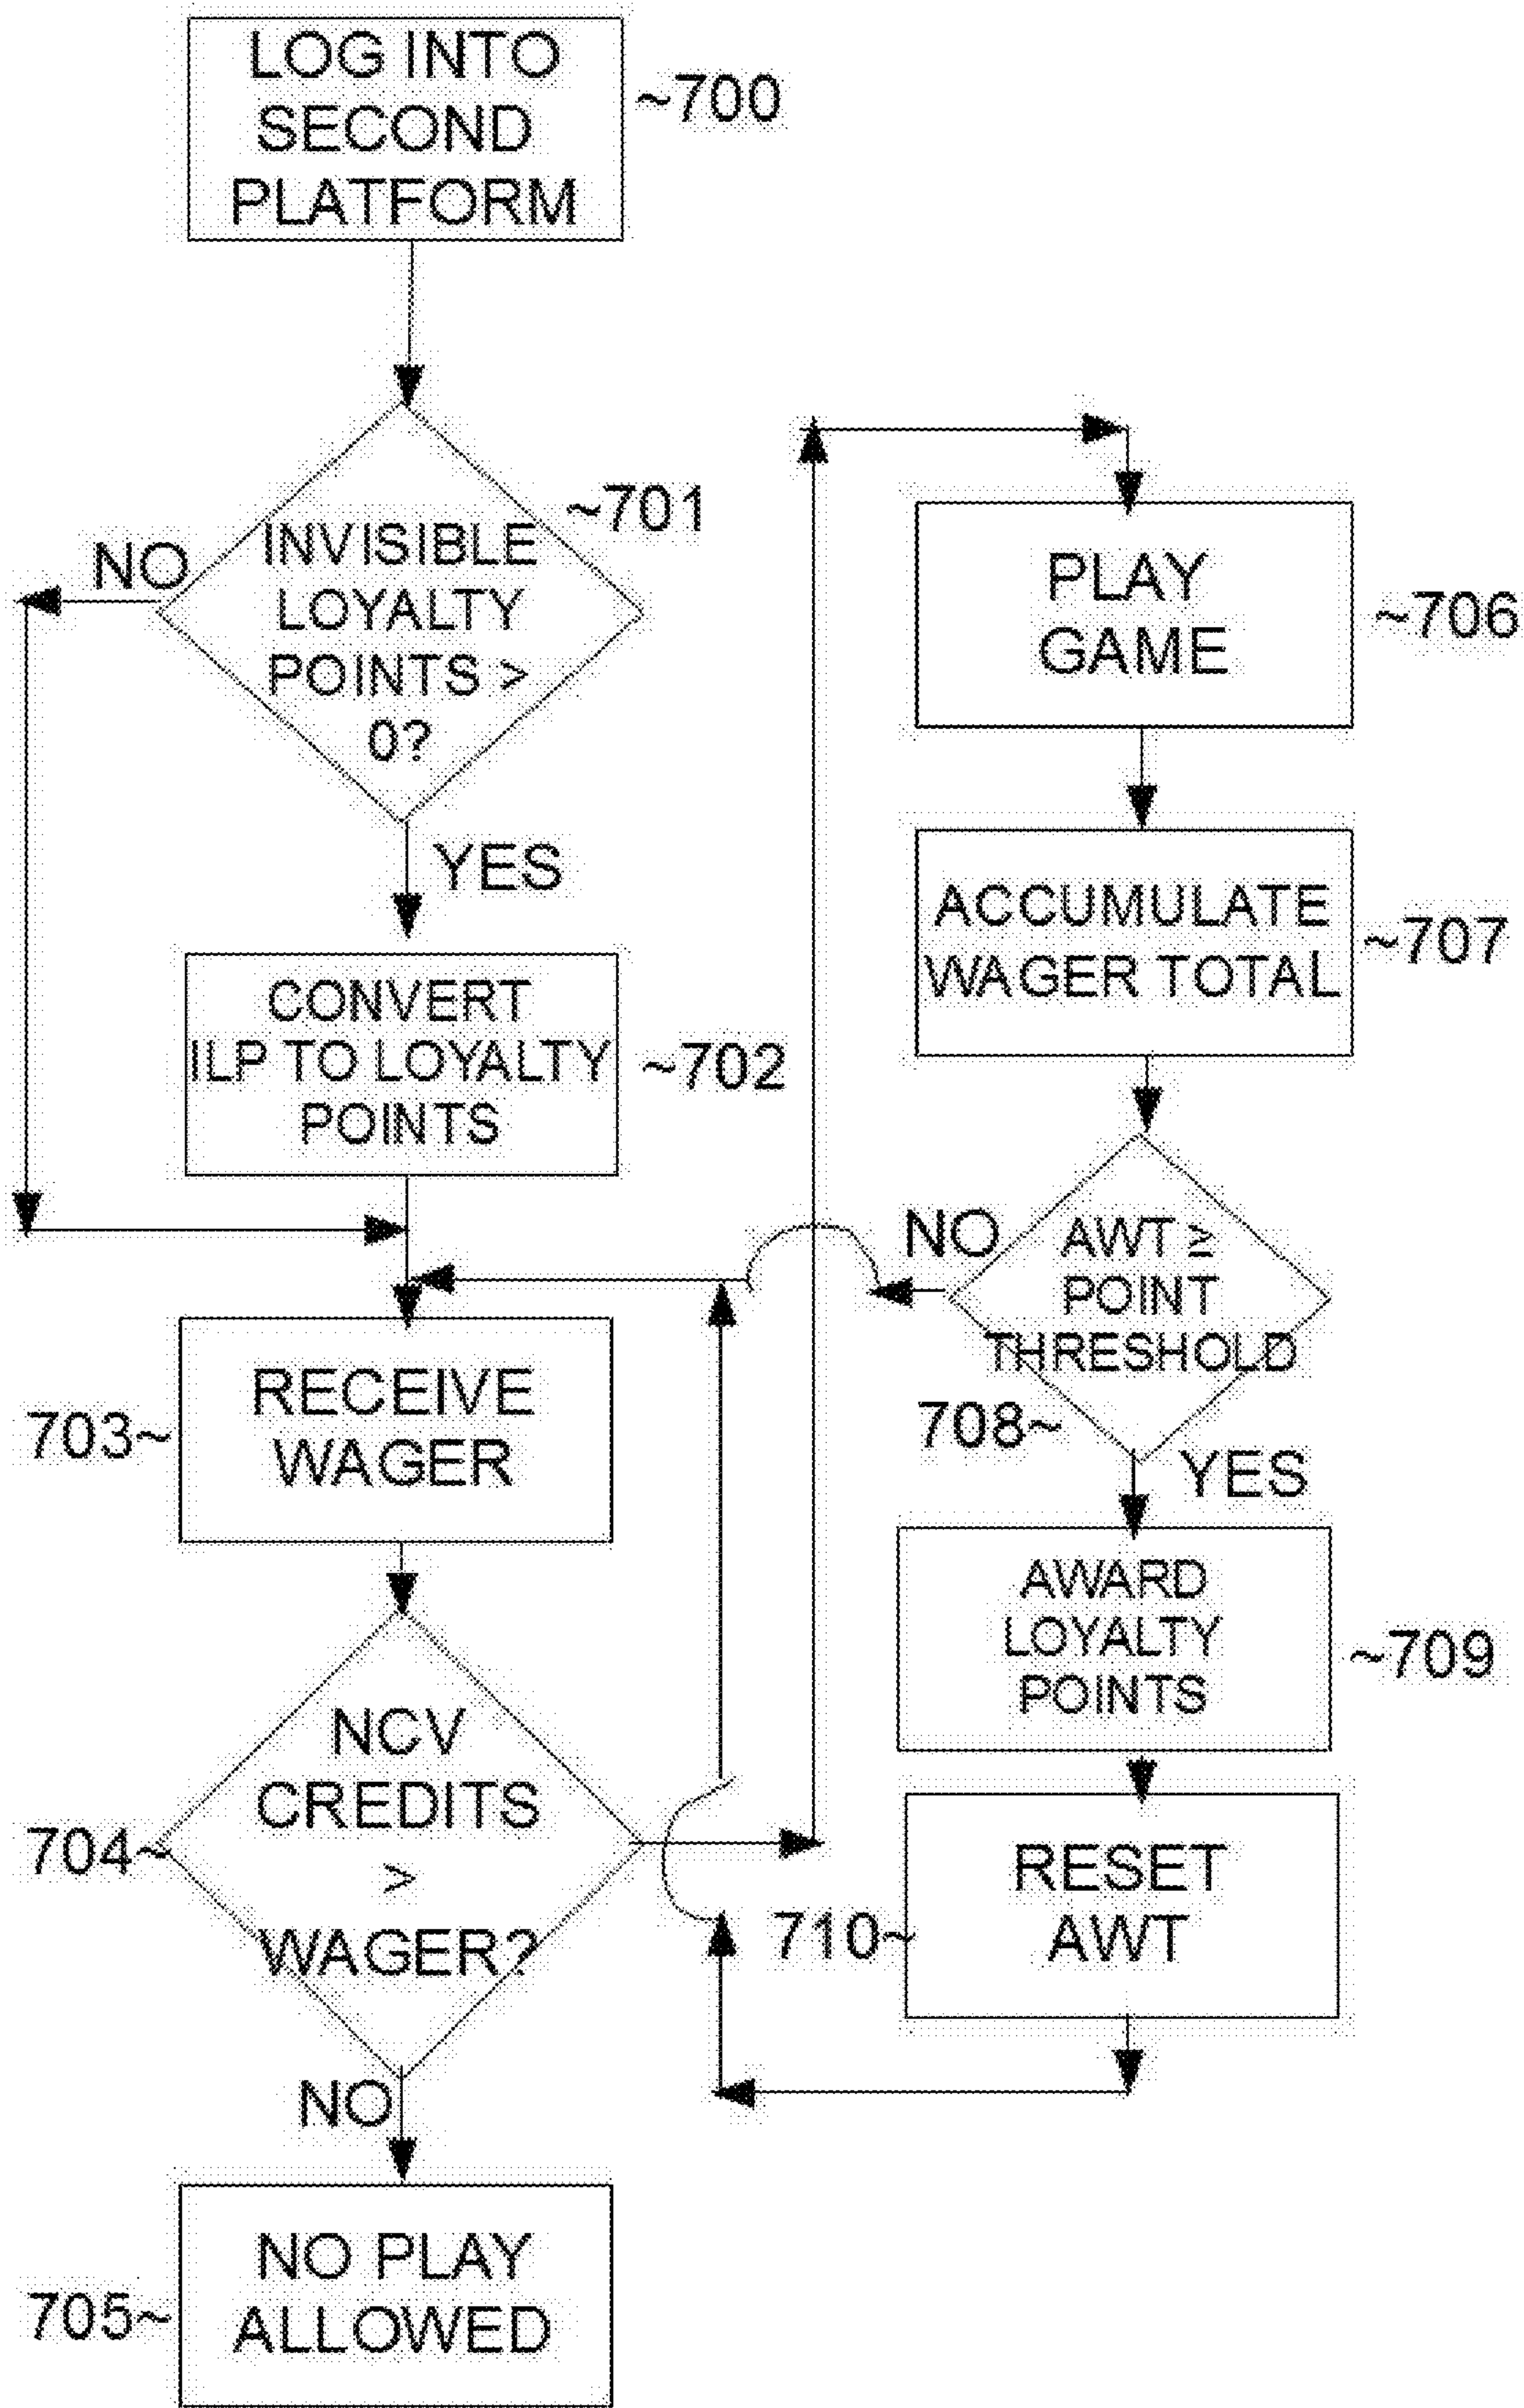 LOG INTO
SECOND
PLATFORM
~700
~701
INVISIBLE
LOYALTY
POINTS >
0?
NO
YES
CONVERT
ILP TO LOYALTY
POINTS
~702
RECEIVE
WAGER
703~
NCV
CREDITS
>
WAGER?
704~
NO
NO PLAY
ALLOWED
705~
PLAY
GAME
~706
ACCUMULATE
WAGER TOTAL
~707
NO
AWT ≥
POINT
THRESHOLD
708~
YES
AWARD
LOYALTY
POINTS
~709
RESET
AWT
710~